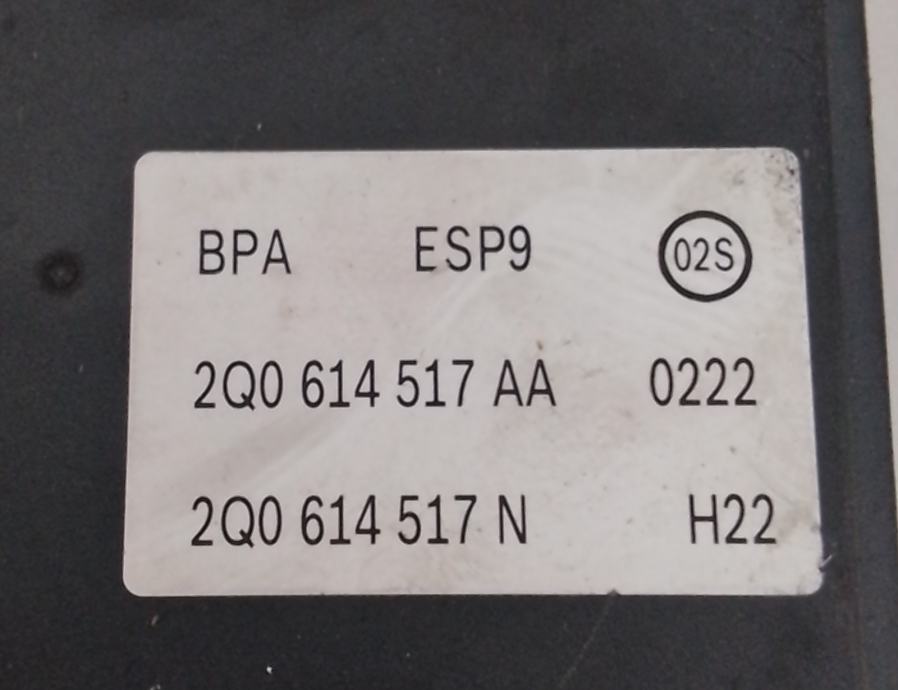 BPA ESP9 02S
2Q0 614 517 AA 0222
2Q0 614 517 N H22